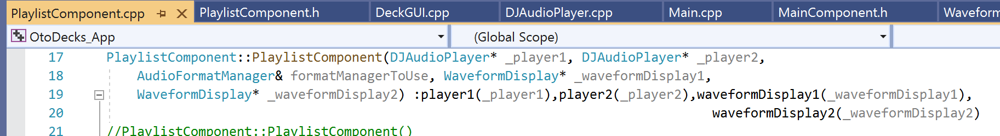 PlaylistComponent.cpp PlaylistComponent.h DeckGUI.cpp DJAudioPlayer.cpp Main.cpp MainComponent.h Waveform
OtoDecks_App (Global Scope)
17 PlaylistComponent::PlaylistComponent(DJAudioPlayer* _player1, DJAudioPlayer* _player2,
18 AudioFormatManager& formatManagerToUse, WaveformDisplay* _waveformDisplay1,
19 WaveformDisplay* _waveformDisplay2) :player1(_player1),player2(_player2),waveformDisplay1(_waveformDisplay1),
20 waveformDisplay2(_waveformDisplay2)
21 //PlaylistComponent::PlaylistComponent()